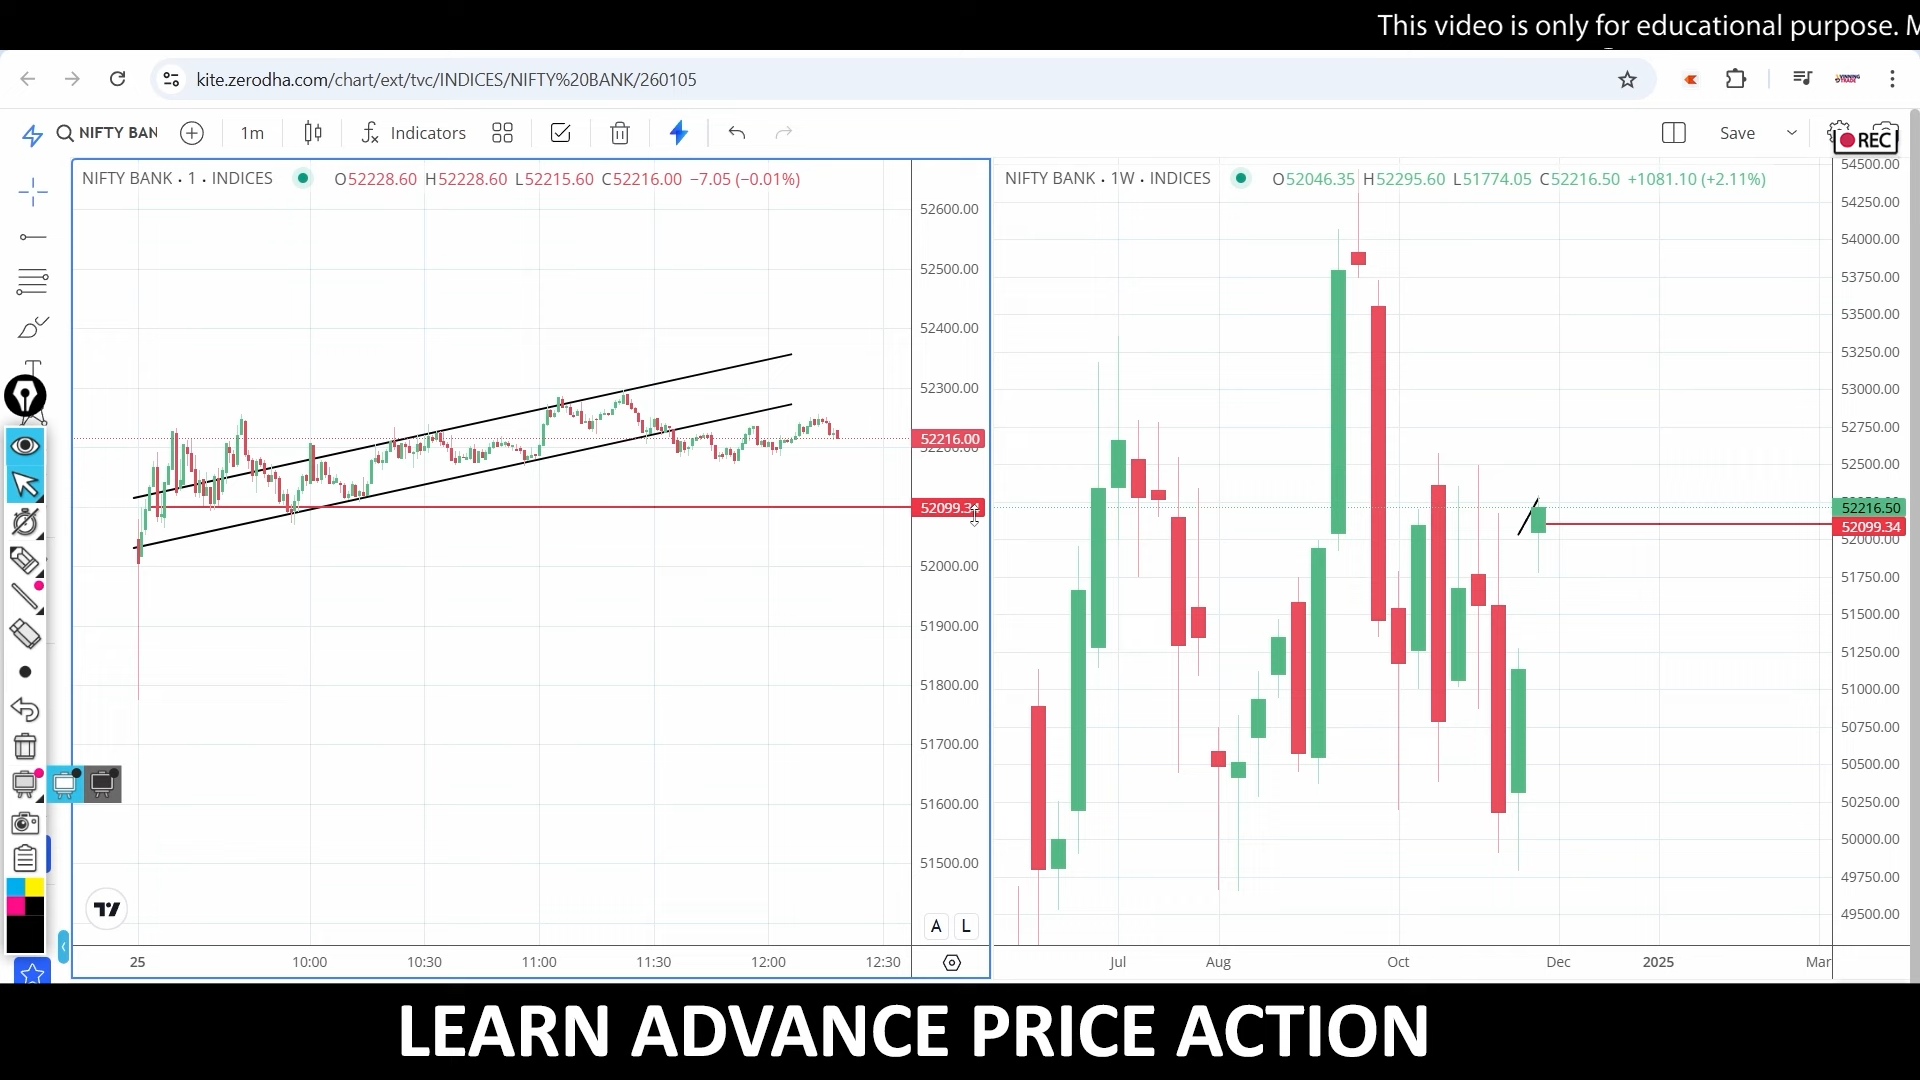 This video is only for educational purpose. M
kite.zerodha.com/chart/ext/tvc/INDICES/NIFTY%20BANK/260105
NIFTY BAN
1m
Indicators
Save
REC
NIFTY BANK · 1 · INDICES O52228.60 H52228.60 L52215.60 C52216.00 −7.05 (−0.01%)
52600.00
52500.00
52400.00
52300.00
52216.00
52200.00
52099.34
52000.00
51900.00
51800.00
51700.00
51600.00
51500.00
A L
25 10:00 10:30 11:00 11:30 12:00 12:30
NIFTY BANK · 1W · INDICES O52046.35 H52295.60 L51774.05 C52216.50 +1081.10 (+2.11%)
54500.00
54250.00
54000.00
53750.00
53500.00
53250.00
53000.00
52750.00
52500.00
52216.50
52099.34
52000.00
51750.00
51500.00
51250.00
51000.00
50750.00
50500.00
50250.00
50000.00
49750.00
49500.00
Jul Aug Oct Dec 2025 Mar
LEARN ADVANCE PRICE ACTION